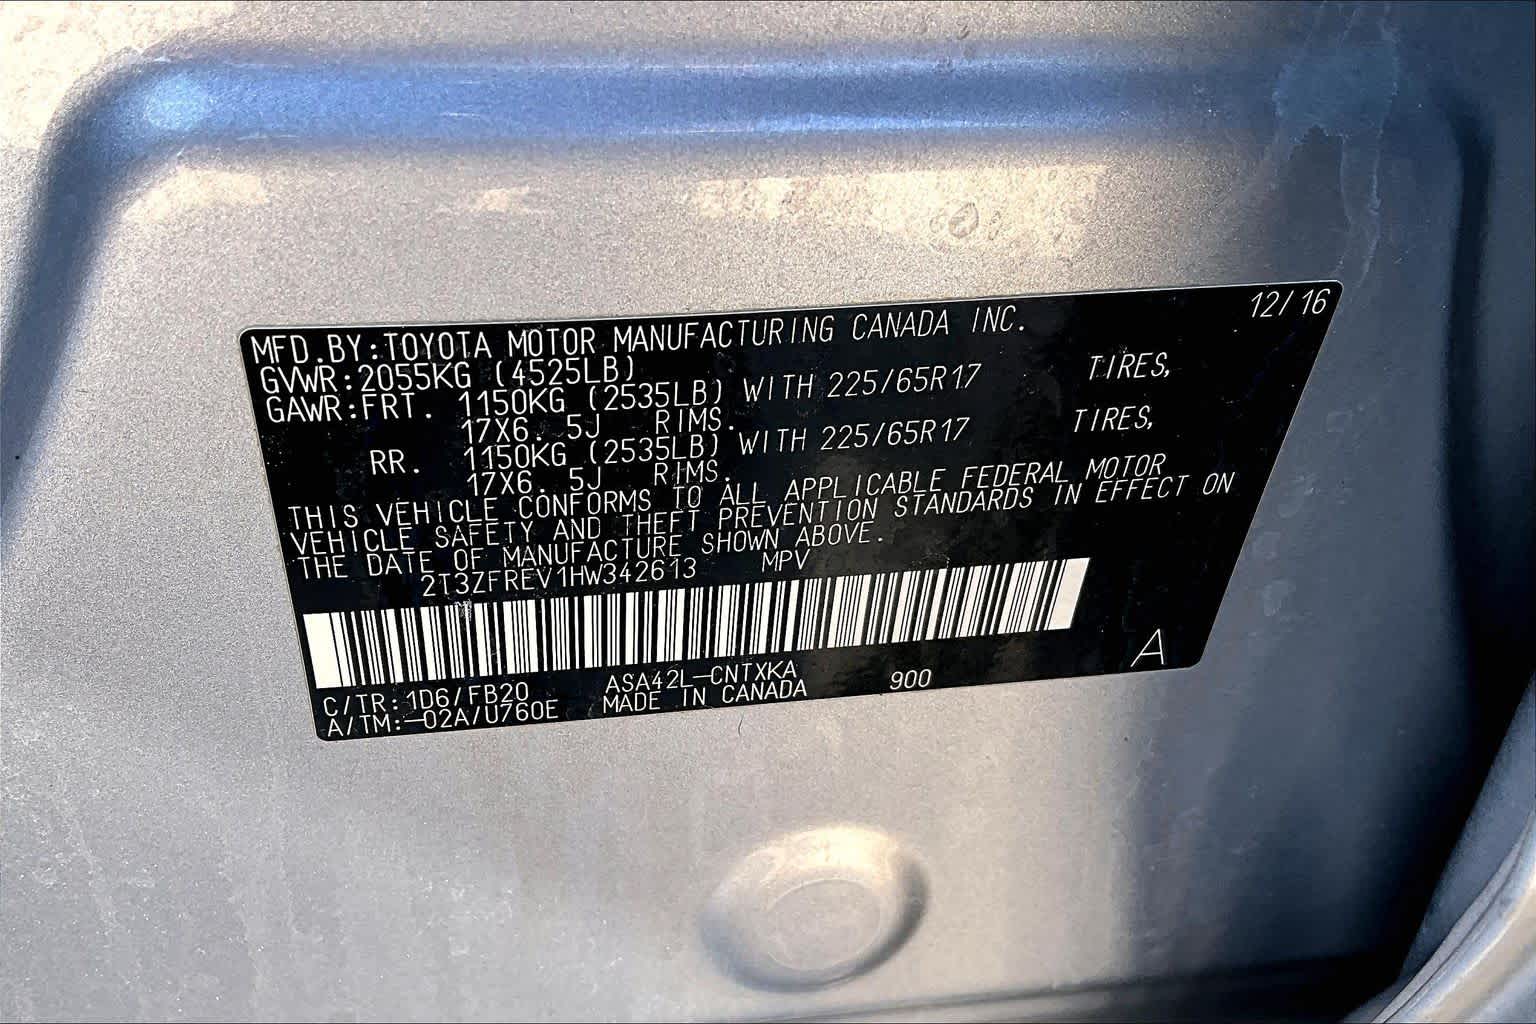 12/16
MFD.BY:TOYOTA MOTOR MANUFACTURING CANADA INC.
GVWR:2055KG (4525LB)
GAWR:FRT. 1150KG (2535LB) WITH 225/65R17 TIRES,
17X6.5J RIMS.
RR. 1150KG (2535LB) WITH 225/65R17 TIRES,
17X6.5J RIMS.
THIS VEHICLE CONFORMS TO ALL APPLICABLE FEDERAL MOTOR
VEHICLE SAFETY AND THEFT PREVENTION STANDARDS IN EFFECT ON
THE DATE OF MANUFACTURE SHOWN ABOVE.
2T3ZFREV1HW342613 MPV
C/TR:1D6/FB20 ASA42L-CNTXKA 900 A
A/TM:-02A/U760E MADE IN CANADA